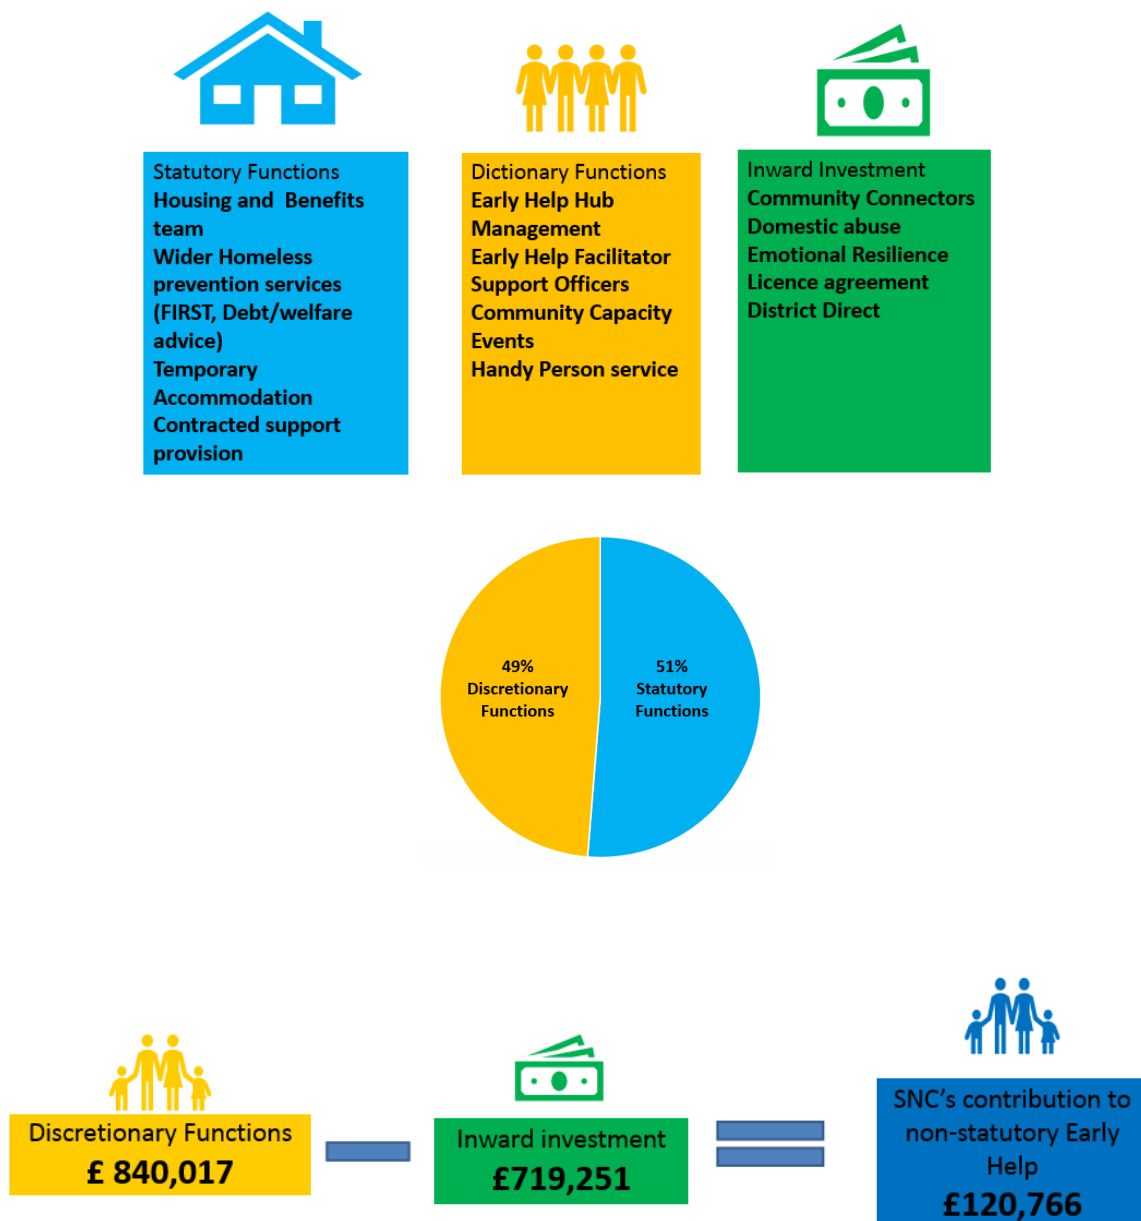 Statutory Functions
Housing and  Benefits
team
Wider Homeless
prevention services
(FIRST, Debt/welfare
advice)
Temporary
Accommodation
Contracted support
provision
Dictionary Functions
Early Help Hub
Management
Early Help Facilitator
Support Officers
Community Capacity
Events
Handy Person service
Inward Investment
Community Connectors
Domestic abuse
Emotional Resilience
Licence agreement
District Direct
49%
Discretionary
Functions
51%
Statutory
Functions
Discretionary Functions
£ 840,017
Inward investment
£719,251
SNC’s contribution to
non-statutory Early
Help
£120,766